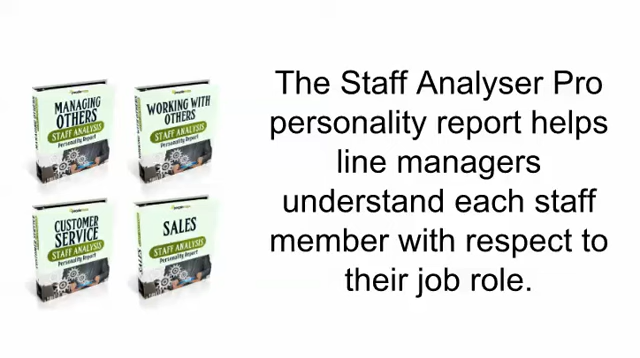 MANAGING
OTHERS
STAFF ANALYSIS
Personality Report
WORKING WITH
OTHERS
STAFF ANALYSIS
Personality Report
CUSTOMER
SERVICE
STAFF ANALYSIS
Personality Report
SALES
STAFF ANALYSIS
Personality Report
The Staff Analyser Pro
personality report helps
line managers
understand each staff
member with respect to
their job role.